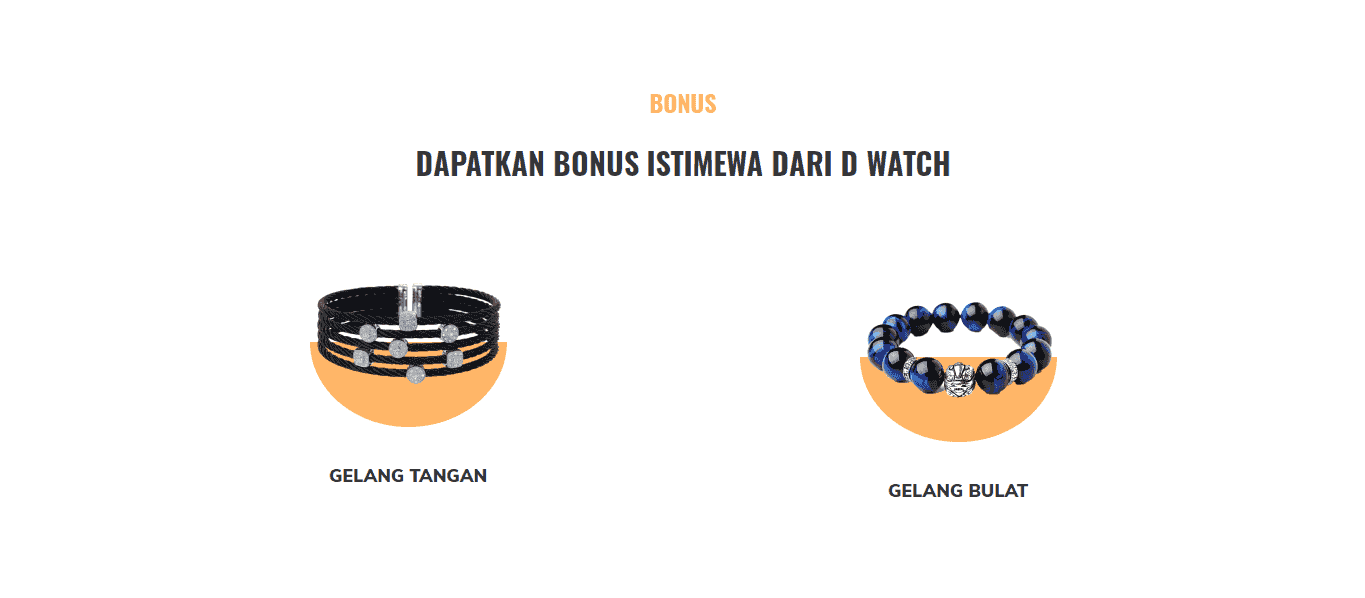 BONUS
DAPATKAN BONUS ISTIMEWA DARI D WATCH
GELANG TANGAN
GELANG BULAT